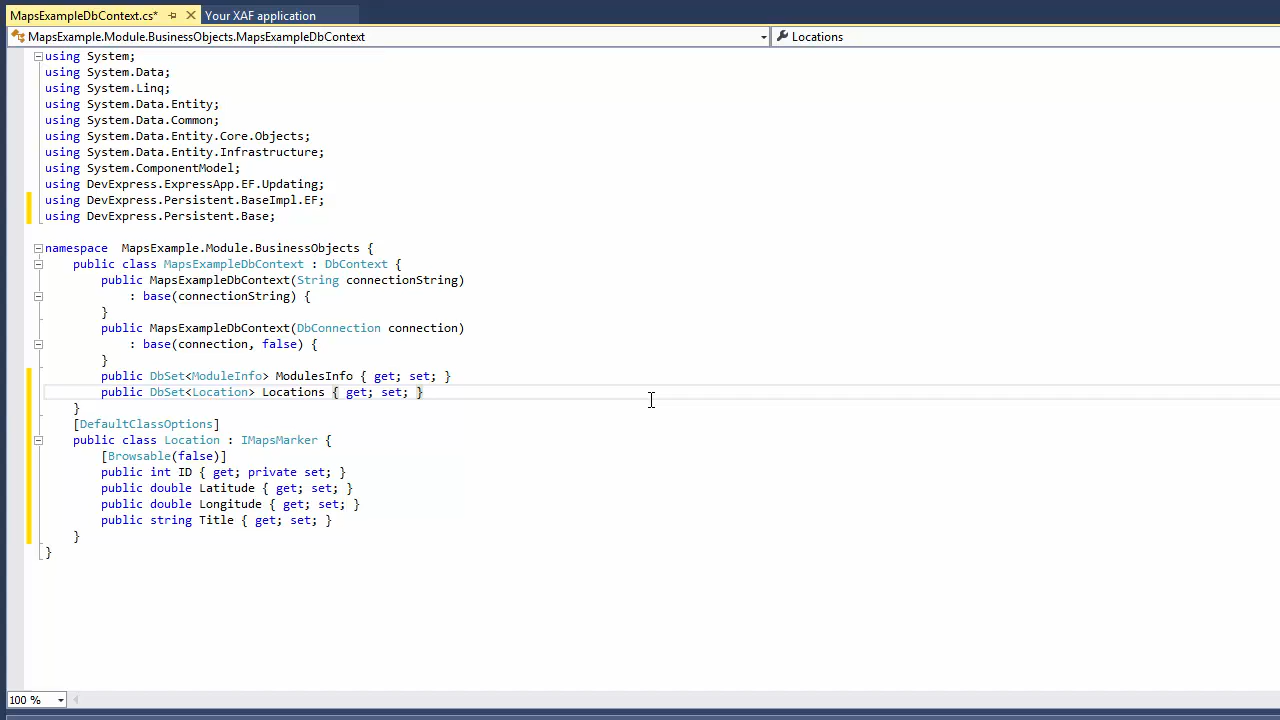 MapsExampleDbContext.cs* Your XAF application
MapsExample.Module.BusinessObjects.MapsExampleDbContext Locations
using System;
using System.Data;
using System.Linq;
using System.Data.Entity;
using System.Data.Common;
using System.Data.Entity.Core.Objects;
using System.Data.Entity.Infrastructure;
using System.ComponentModel;
using DevExpress.ExpressApp.EF.Updating;
using DevExpress.Persistent.BaseImpl.EF;
using DevExpress.Persistent.Base;
namespace  MapsExample.Module.BusinessObjects {
public class MapsExampleDbContext : DbContext {
public MapsExampleDbContext(String connectionString)
: base(connectionString) {
}
public MapsExampleDbContext(DbConnection connection)
: base(connection, false) {
}
public DbSet<ModuleInfo> ModulesInfo { get; set; }
public DbSet<Location> Locations { get; set; }
}
[DefaultClassOptions]
public class Location : IMapsMarker {
[Browsable(false)]
public int ID { get; private set; }
public double Latitude { get; set; }
public double Longitude { get; set; }
public string Title { get; set; }
}
}
100 %